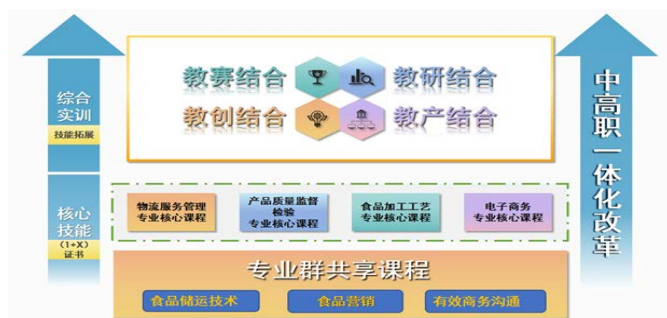 教赛结合
教研结合
教创结合
教产结合
综合
实训
技能拓展
物流服务管理
专业核心课程
产品质量监督
检验
专业核心课程
食品加工工艺
专业核心课程
电子商务
专业核心课程
核心
技能
(1+X)
证书
专业群共享课程
食品储运技术
食品营销
有效商务沟通
中高职一体化改革